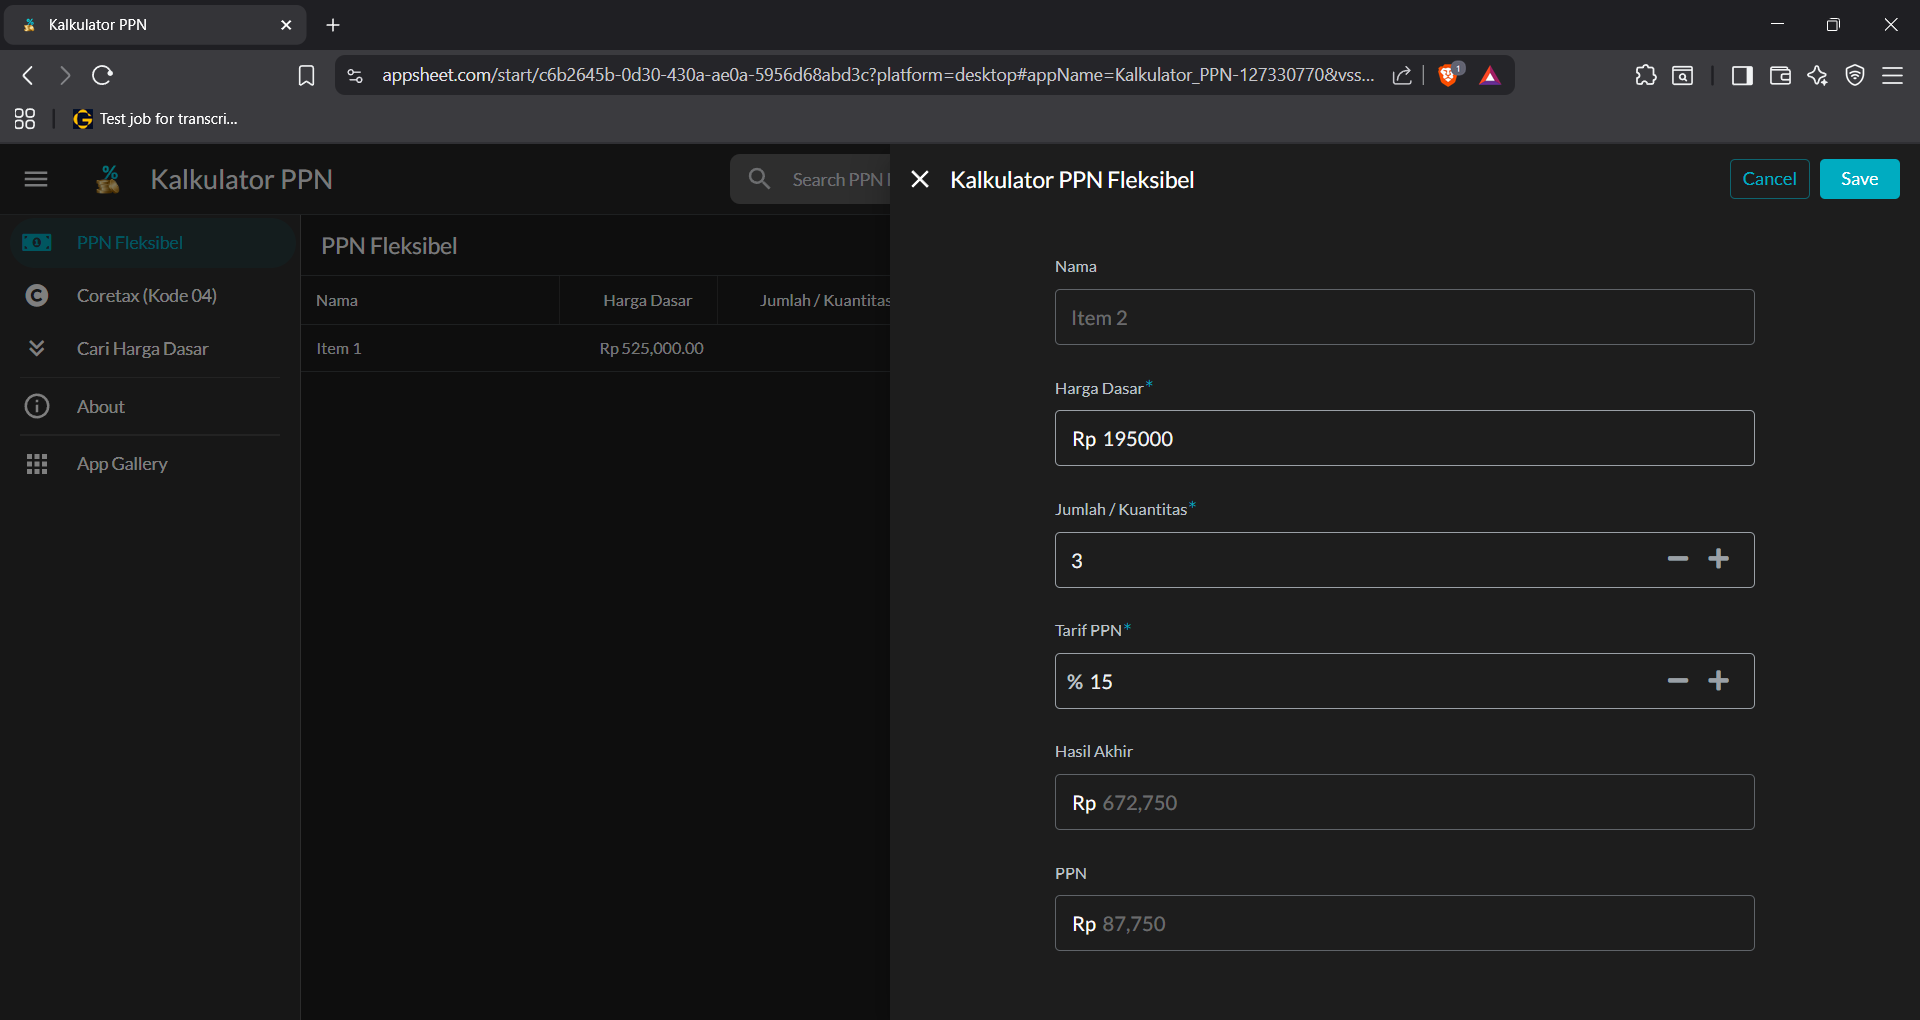 Kalkulator PPN
appsheet.com/start/c6b2645b-0d30-430a-ae0a-5956d68abd3c?platform=desktop#appName=Kalkulator_PPN-127330770&vss...
1
Test job for transcri...
Kalkulator PPN
Search PPN
PPN Fleksibel
Coretax (Kode 04)
Cari Harga Dasar
About
App Gallery
PPN Fleksibel
Nama Harga Dasar Jumlah / Kuantitas
Item 1 Rp 525,000.00
Kalkulator PPN Fleksibel
Cancel
Save
Nama
Item 2
Harga Dasar*
Rp 195000
Jumlah / Kuantitas*
3
Tarif PPN*
% 15
Hasil Akhir
Rp 672,750
PPN
Rp 87,750